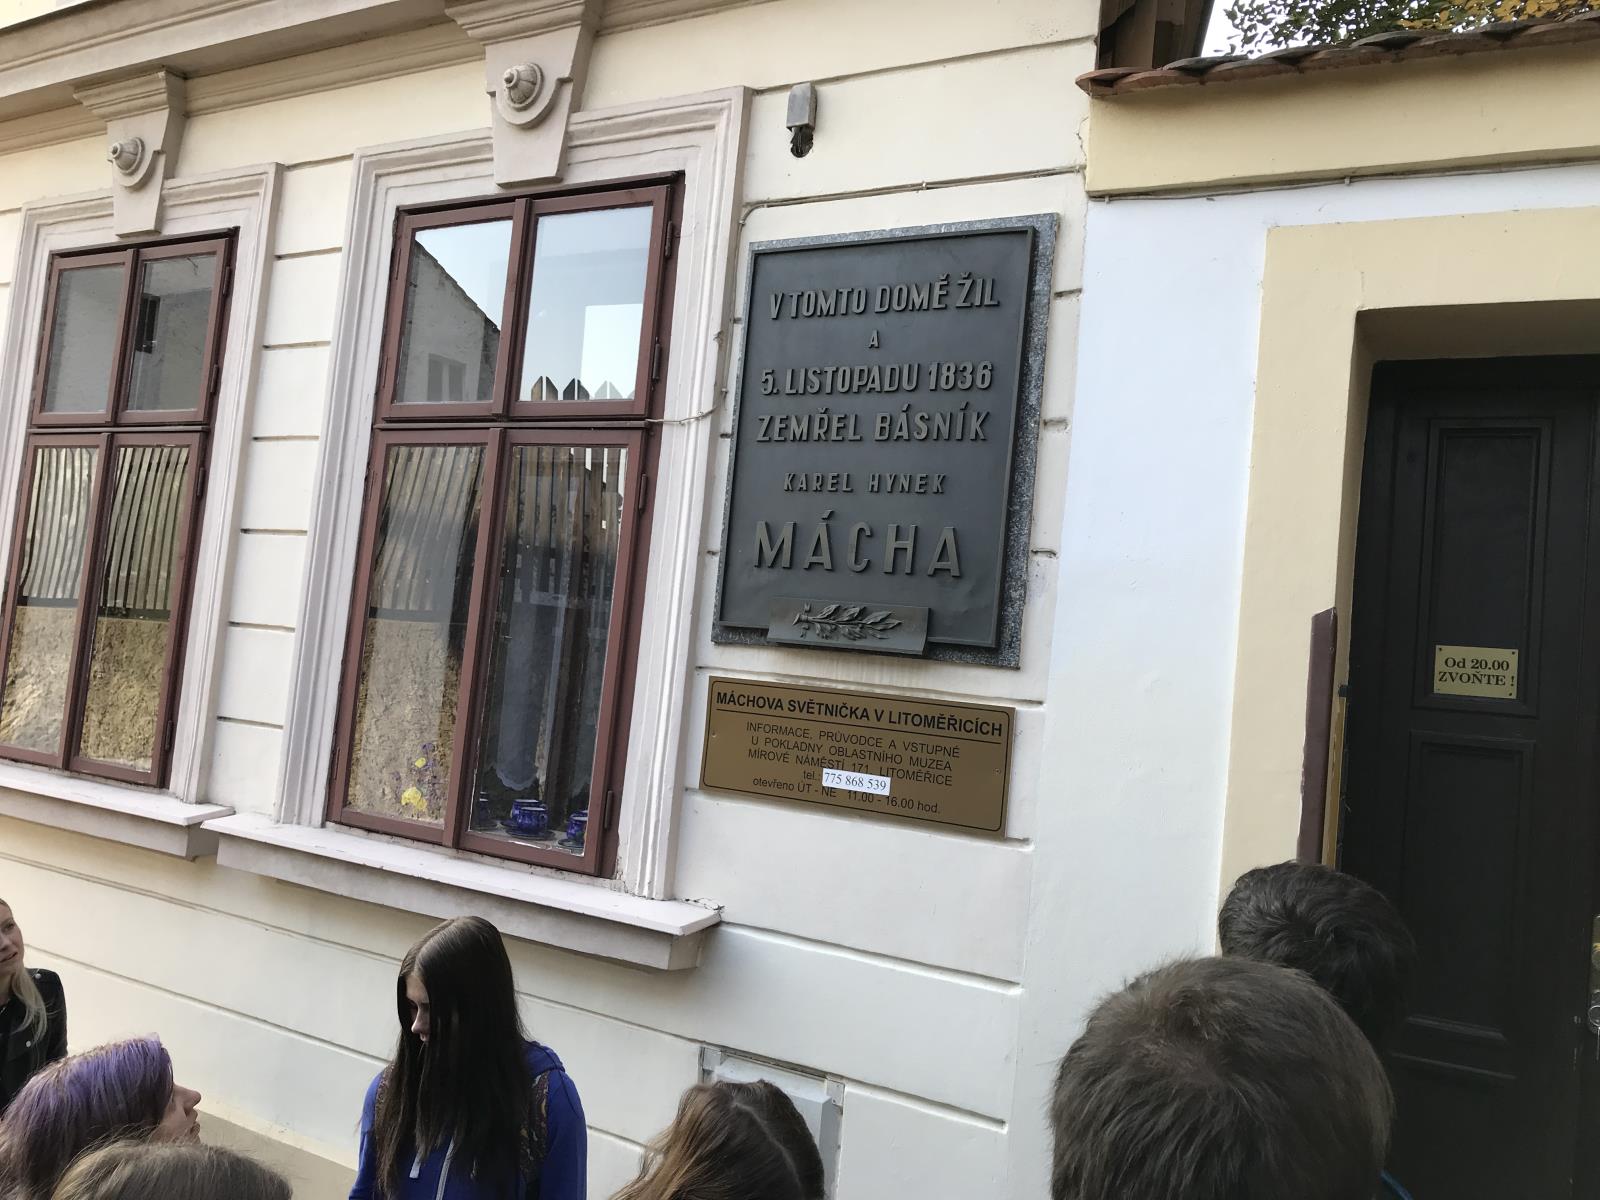 V TOMTO DOMĚ ŽIL
A
5. LISTOPADU 1836
ZEMŘEL BÁSNÍK
KAREL HYNEK
MÁCHA
MÁCHOVA SVĚTNIČKA V LITOMĚŘICÍCH
INFORMACE, PRŮVODCE A VSTUPNÉ
U POKLADNY OBLASTNÍHO MUZEA
MÍROVÉ NÁMĚSTÍ 171, LITOMĚŘICE
tel.: 775 868 539
otevřeno ÚT - NE 11.00 - 16.00 hod.
Od 20.00
ZVOŇTE !